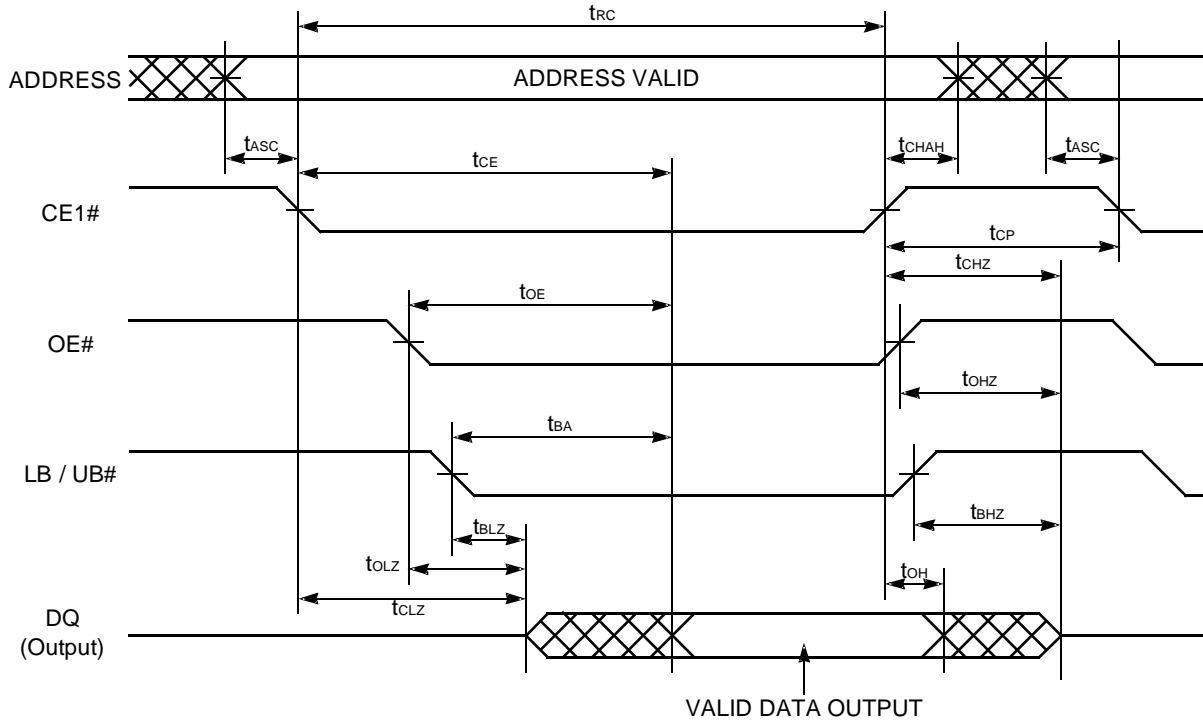 tRC
ADDRESS
ADDRESS VALID
tASC
tCE
tCHAH
tASC
CE1#
tCP
tCHZ
tOE
OE#
tOHZ
tBA
LB / UB#
tBLZ
tBHZ
tOLZ
tOH
tCLZ
DQ
(Output)
VALID DATA OUTPUT